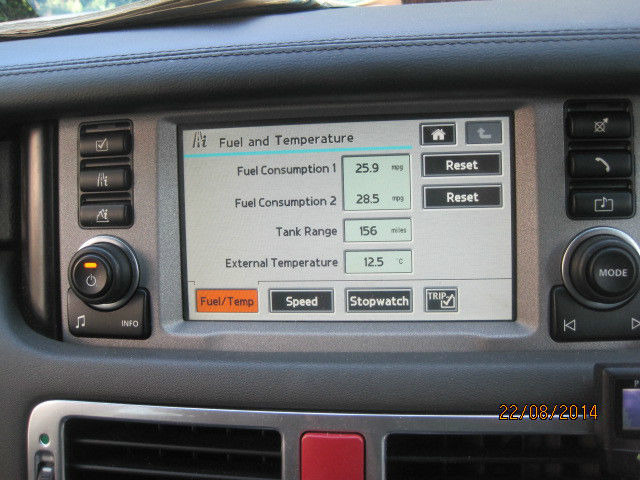 Fuel and Temperature
Fuel Consumption 1 25.9 mpg Reset
Fuel Consumption 2 28.5 mpg Reset
Tank Range 156 miles
External Temperature 12.5 °C
Fuel/Temp Speed Stopwatch TRIP
INFO
MODE
22/08/2014